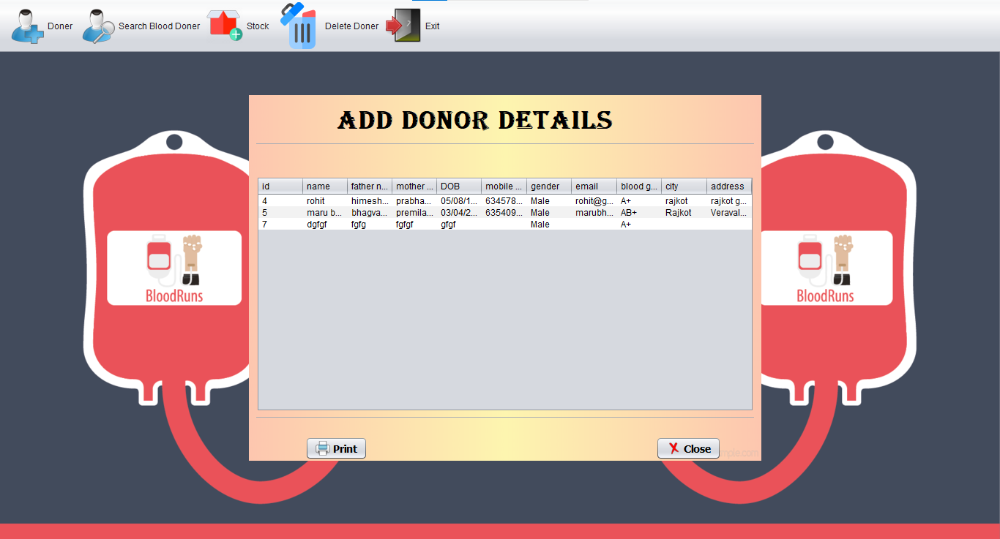 Doner Search Blood Doner Stock Delete Doner Exit
ADD DONOR DETAILS
id name father n... mother ... DOB mobile ... gender email blood g... city address
4 rohit himesh... prabha... 05/08/1... 634578... Male rohit@g... A+ rajkot rajkot g...
5 maru b... bhagva... premila... 03/04/2... 635409... Male marubh... AB+ Rajkot Veraval...
7 dgfgf fgfg fgfgf gfgf Male A+
BloodRuns BloodRuns
Print Close